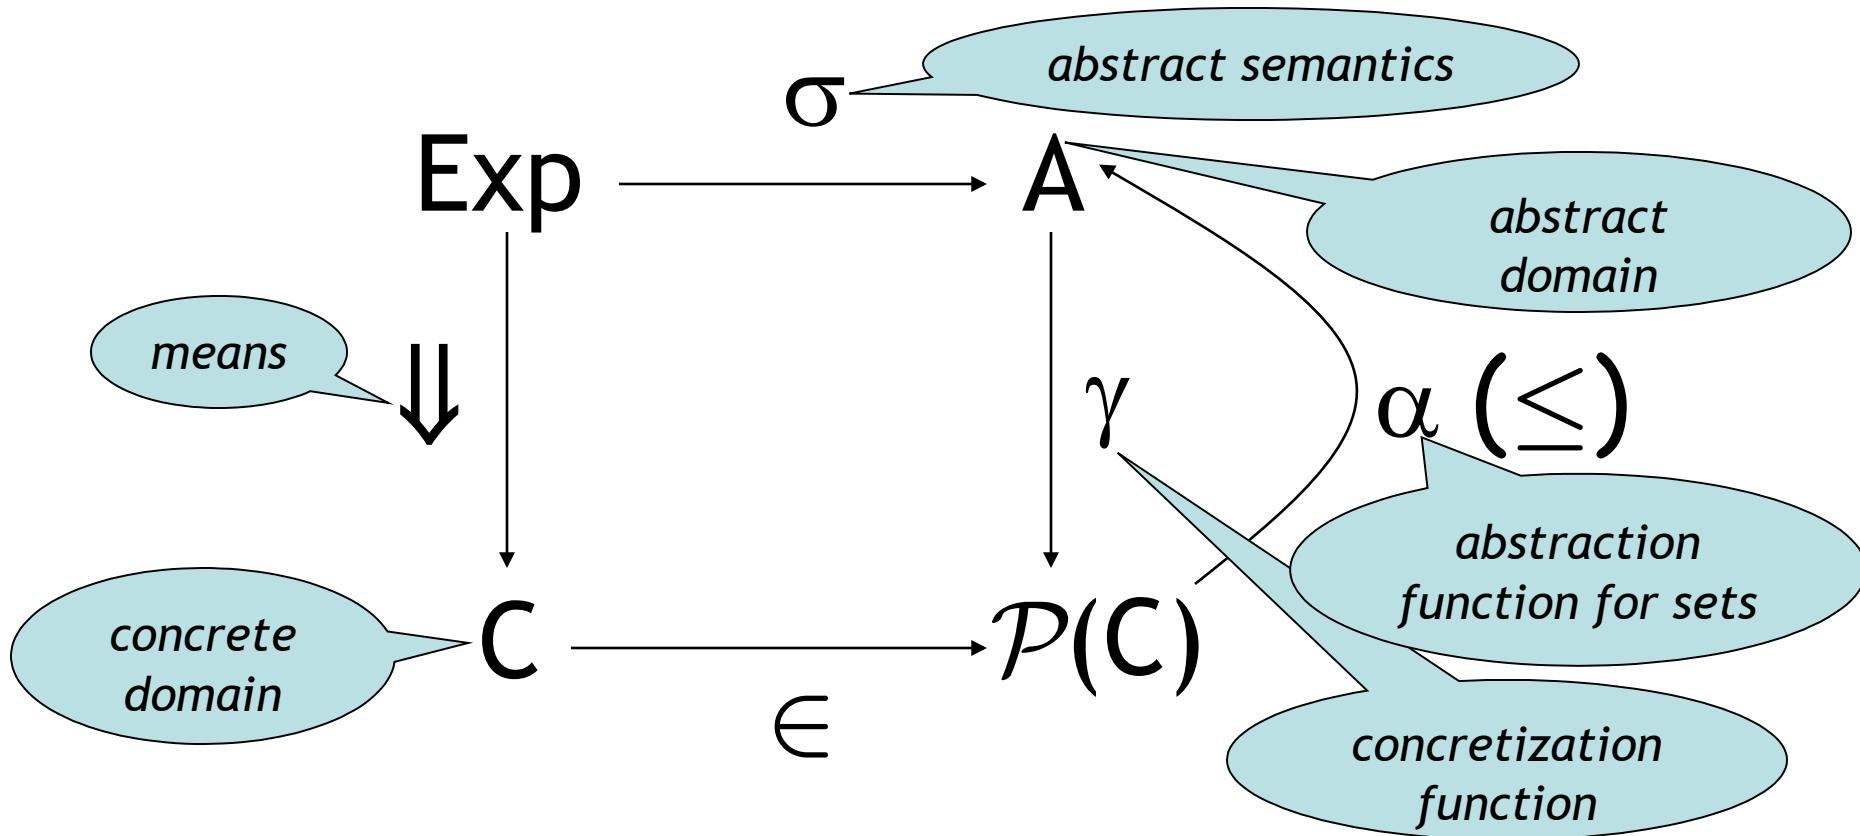 abstract semantics
σ
Exp
A
abstract
domain
means
⇓
γ
α (≤)
abstraction
function for sets
concrete
domain
C
𝒫(C)
∈
concretization
function